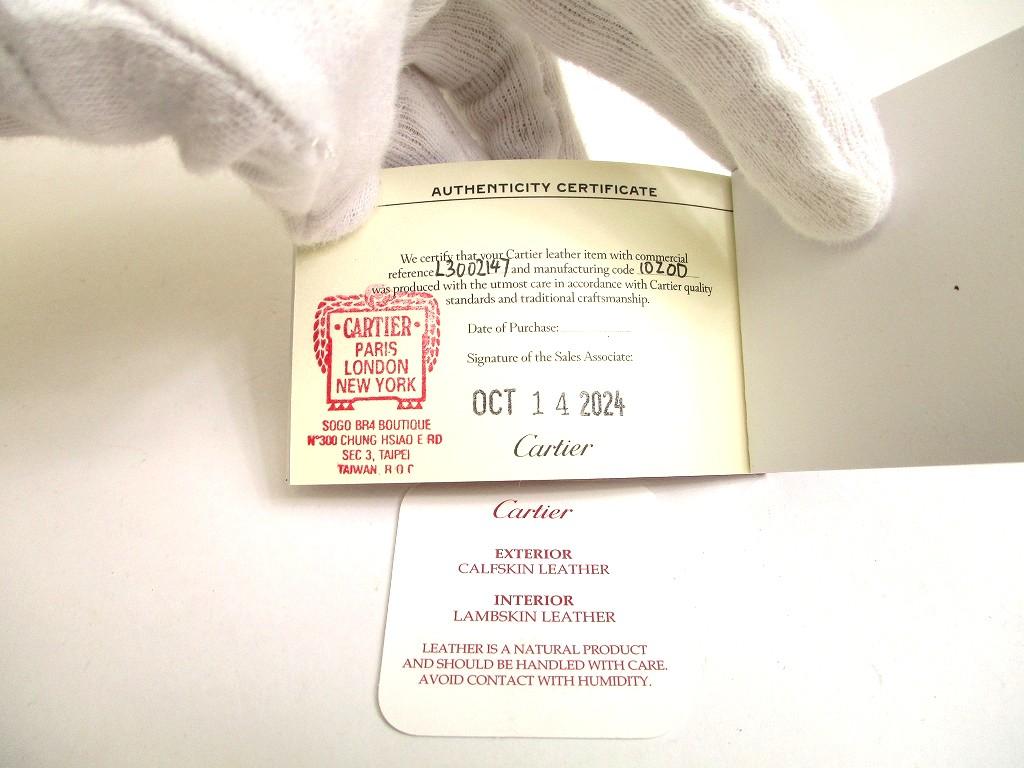 AUTHENTICITY CERTIFICATE
We certify that your Cartier leather item with commercial
reference L3002147 and manufacturing code 1020D
was produced with the utmost care in accordance with Cartier quality
standards and traditional craftsmanship.
Date of Purchase:
Signature of the Sales Associate:
OCT 14 2024
Cartier
·CARTIER·
PARIS
LONDON
NEW YORK
SOGO BR4 BOUTIQUE
N°300 CHUNG HSIAO E RD
SEC 3, TAIPEI
TAIWAN, R O C
Cartier
EXTERIOR
CALFSKIN LEATHER
INTERIOR
LAMBSKIN LEATHER
LEATHER IS A NATURAL PRODUCT
AND SHOULD BE HANDLED WITH CARE.
AVOID CONTACT WITH HUMIDITY.